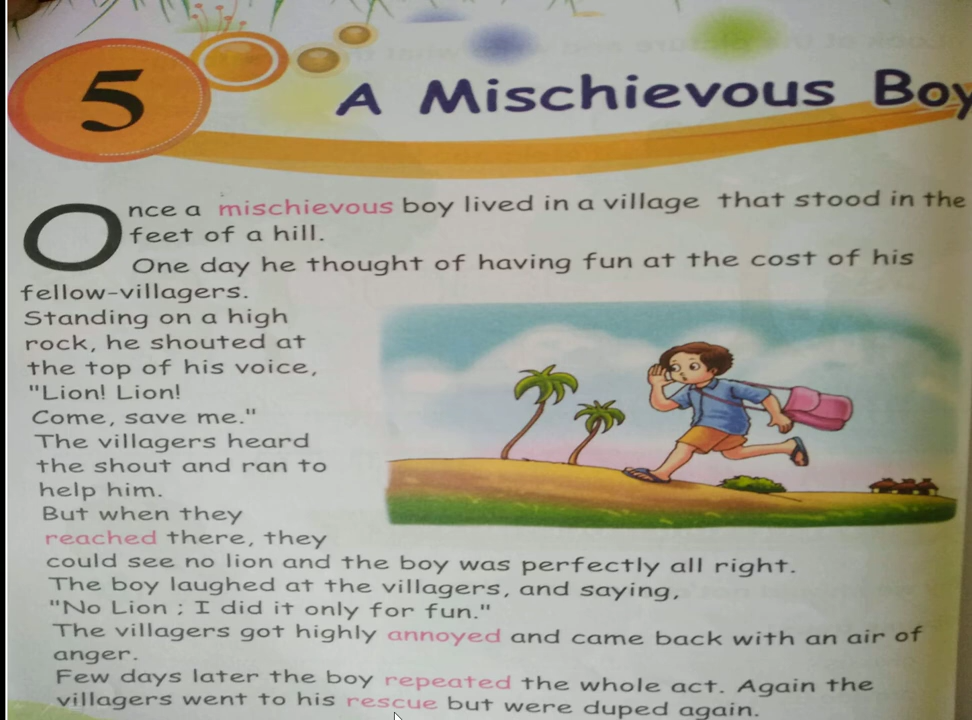 5
A Mischievous Boy
Once a mischievous boy lived in a village that stood in the
feet of a hill.
One day he thought of having fun at the cost of his
fellow-villagers.
Standing on a high
rock, he shouted at
the top of his voice,
"Lion! Lion!
Come, save me."
The villagers heard
the shout and ran to
help him.
But when they
reached there, they
could see no lion and the boy was perfectly all right.
The boy laughed at the villagers, and saying,
"No Lion ; I did it only for fun."
The villagers got highly annoyed and came back with an air of
anger.
Few days later the boy repeated the whole act. Again the
villagers went to his rescue but were duped again.